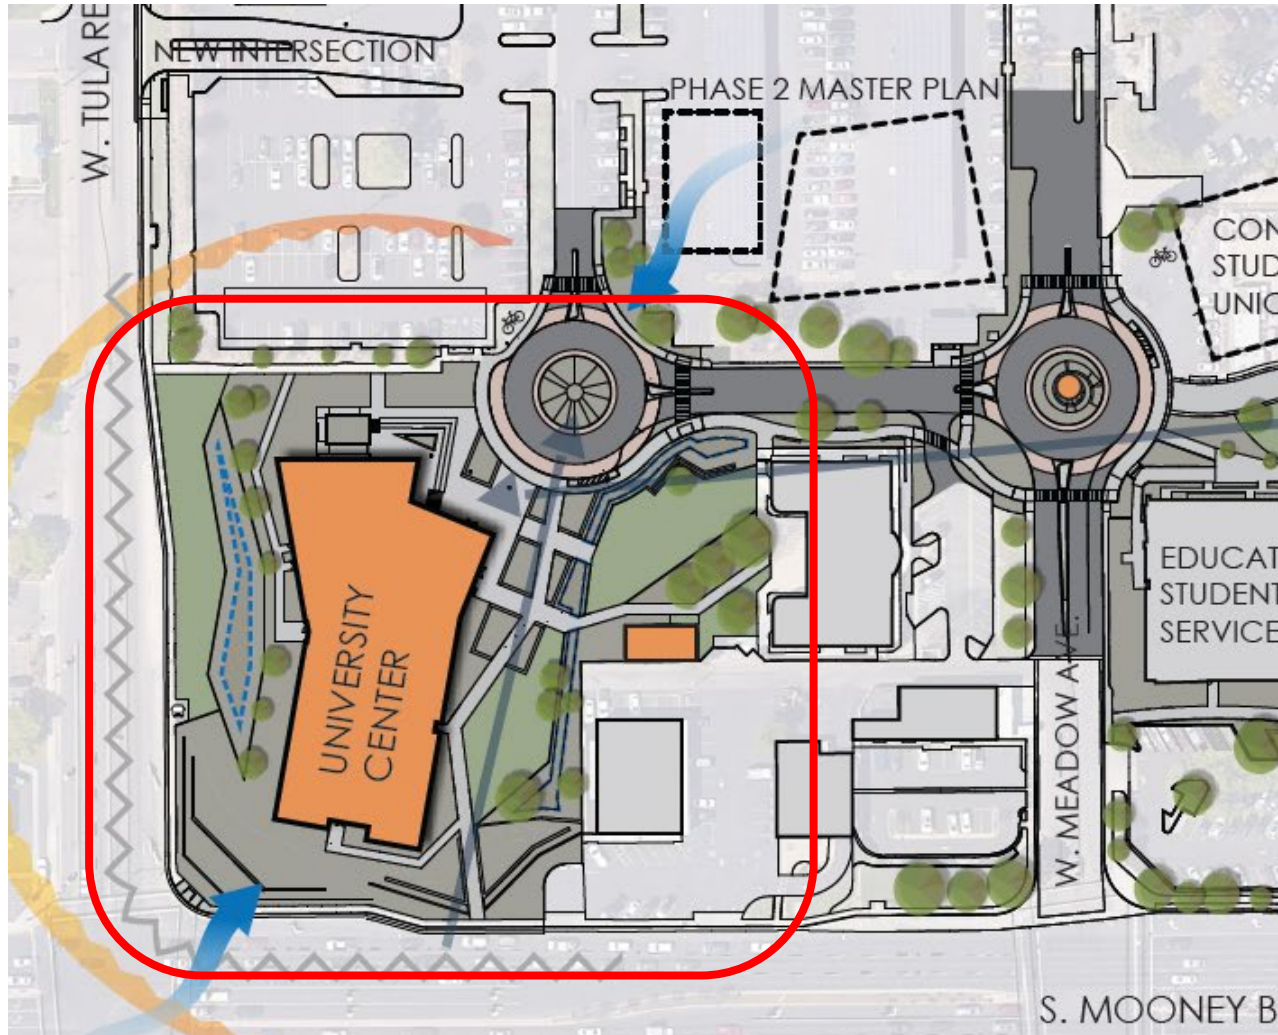 W. TULARE
NEW INTERSECTION
PHASE 2 MASTER PLAN
CON
STUD
UNIO
UNIVERSITY
CENTER
EDUCAT
STUDENT
SERVICE
W. MEADOW AVE.
S. MOONEY B